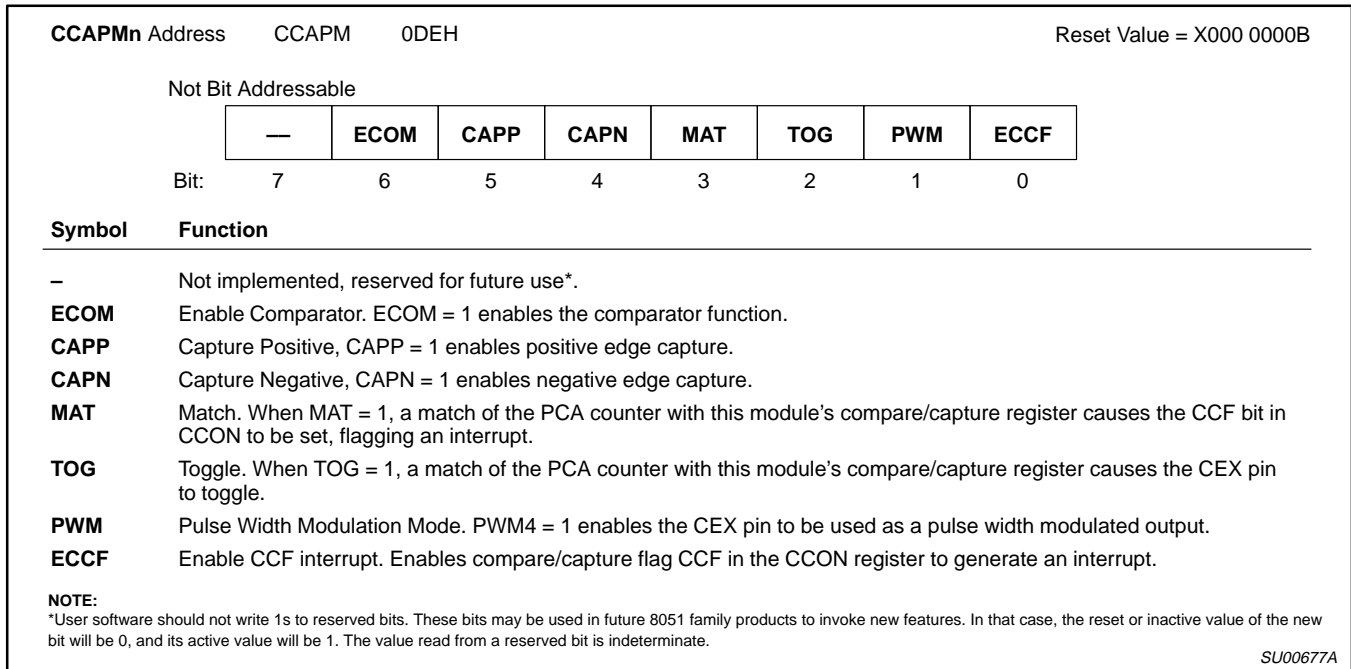 CCAPMn Address CCAPM 0DEH Reset Value = X000 0000B
Not Bit Addressable
— ECOM CAPP CAPN MAT TOG PWM ECCF
Bit: 7 6 5 4 3 2 1 0
Symbol Function
– Not implemented, reserved for future use*.
ECOM Enable Comparator. ECOM = 1 enables the comparator function.
CAPP Capture Positive, CAPP = 1 enables positive edge capture.
CAPN Capture Negative, CAPN = 1 enables negative edge capture.
MAT Match. When MAT = 1, a match of the PCA counter with this module's compare/capture register causes the CCF bit in
CCON to be set, flagging an interrupt.
TOG Toggle. When TOG = 1, a match of the PCA counter with this module's compare/capture register causes the CEX pin
to toggle.
PWM Pulse Width Modulation Mode. PWM4 = 1 enables the CEX pin to be used as a pulse width modulated output.
ECCF Enable CCF interrupt. Enables compare/capture flag CCF in the CCON register to generate an interrupt.
NOTE:
*User software should not write 1s to reserved bits. These bits may be used in future 8051 family products to invoke new features. In that case, the reset or inactive value of the new
bit will be 0, and its active value will be 1. The value read from a reserved bit is indeterminate.
SU00677A